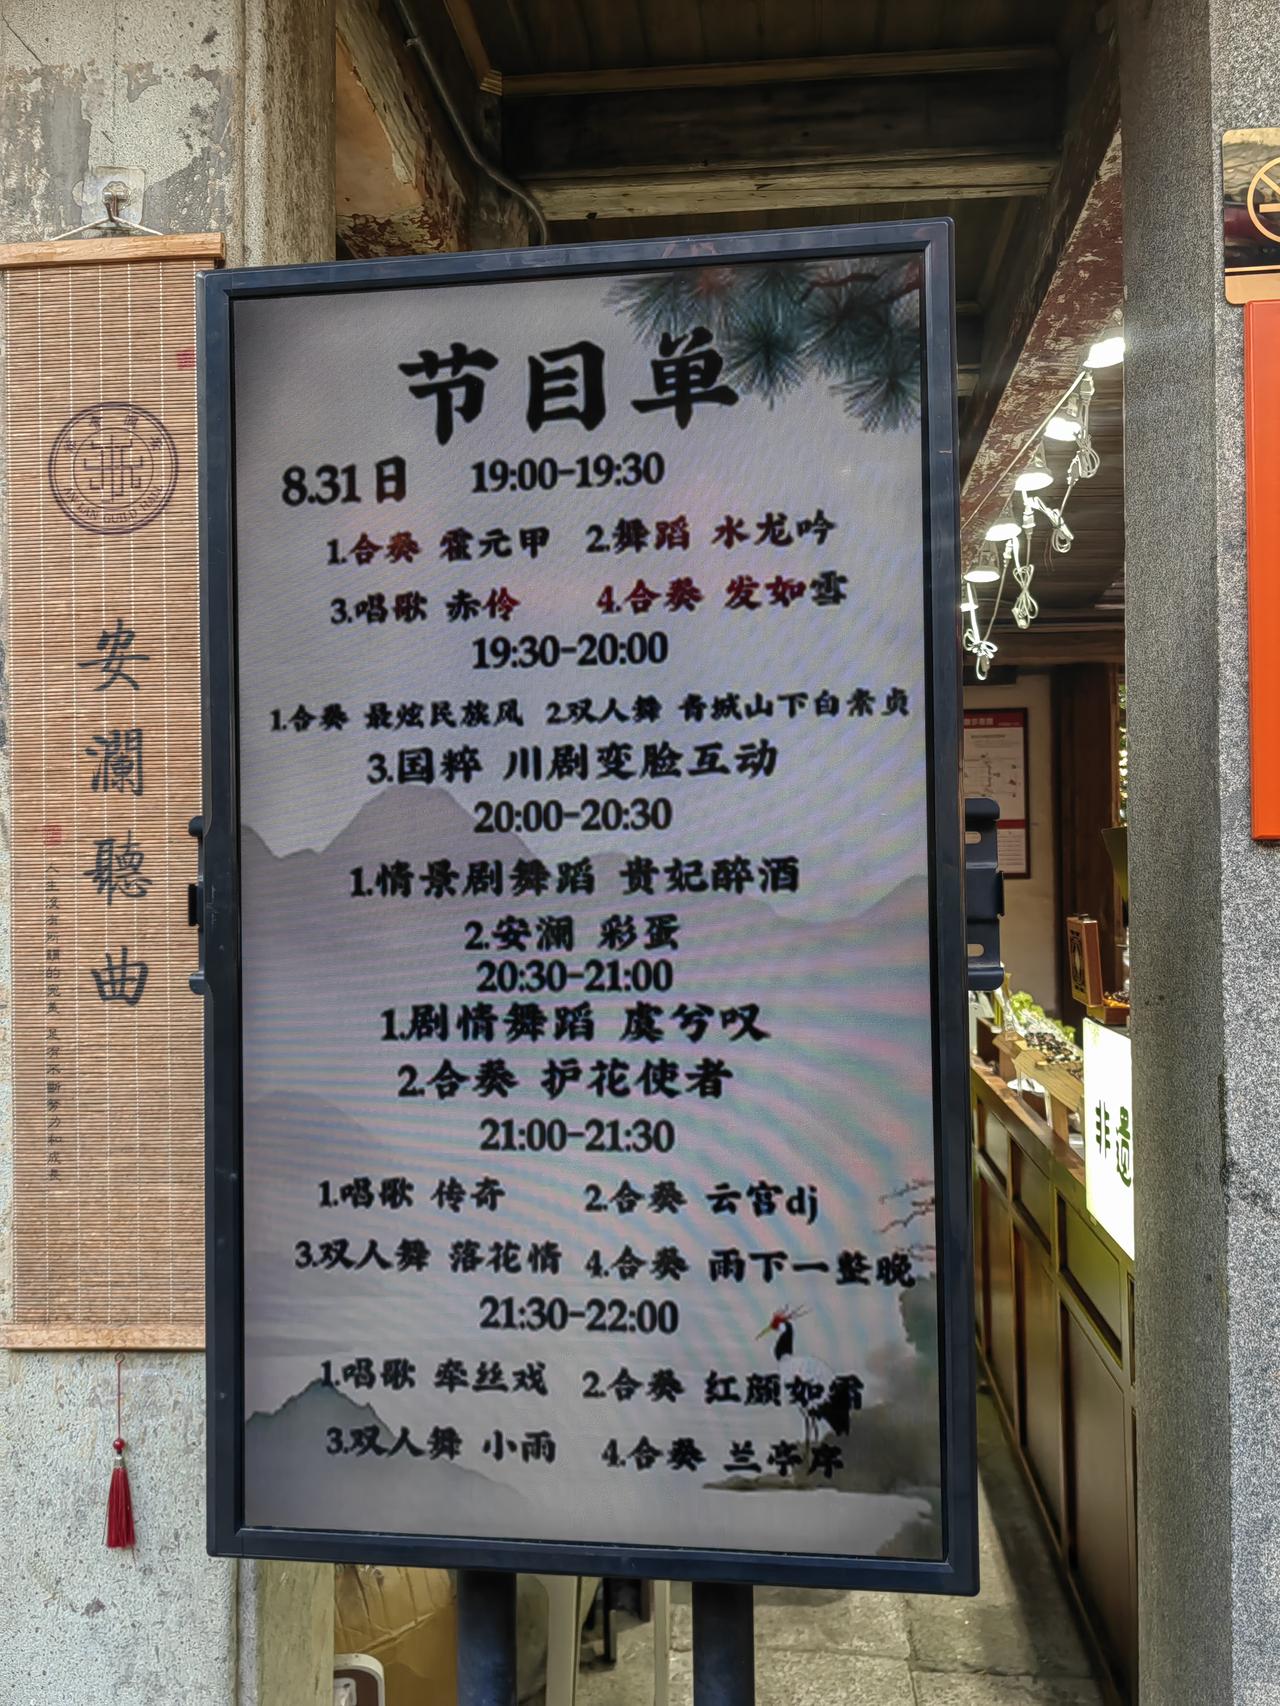 节目单
8.31日 19:00-19:30
1.合奏 霍元甲 2.舞蹈 水龙吟
3.唱歌 赤伶 4.合奏 发如雪
19:30-20:00
1.合奏 最炫民族风 2.双人舞 青城山下白素贞
3.国粹 川剧变脸互动
20:00-20:30
1.情景剧舞蹈 贵妃醉酒
2.安澜 彩蛋
20:30-21:00
1.剧情舞蹈 虞兮叹
2.合奏 护花使者
21:00-21:30
1.唱歌 传奇 2.合奏 云宫dj
3.双人舞 落花情 4.合奏 雨下一整晚
21:30-22:00
1.唱歌 牵丝戏 2.合奏 红颜如霜
3.双人舞 小雨 4.合奏 兰亭序
安瀾聽曲
非遗